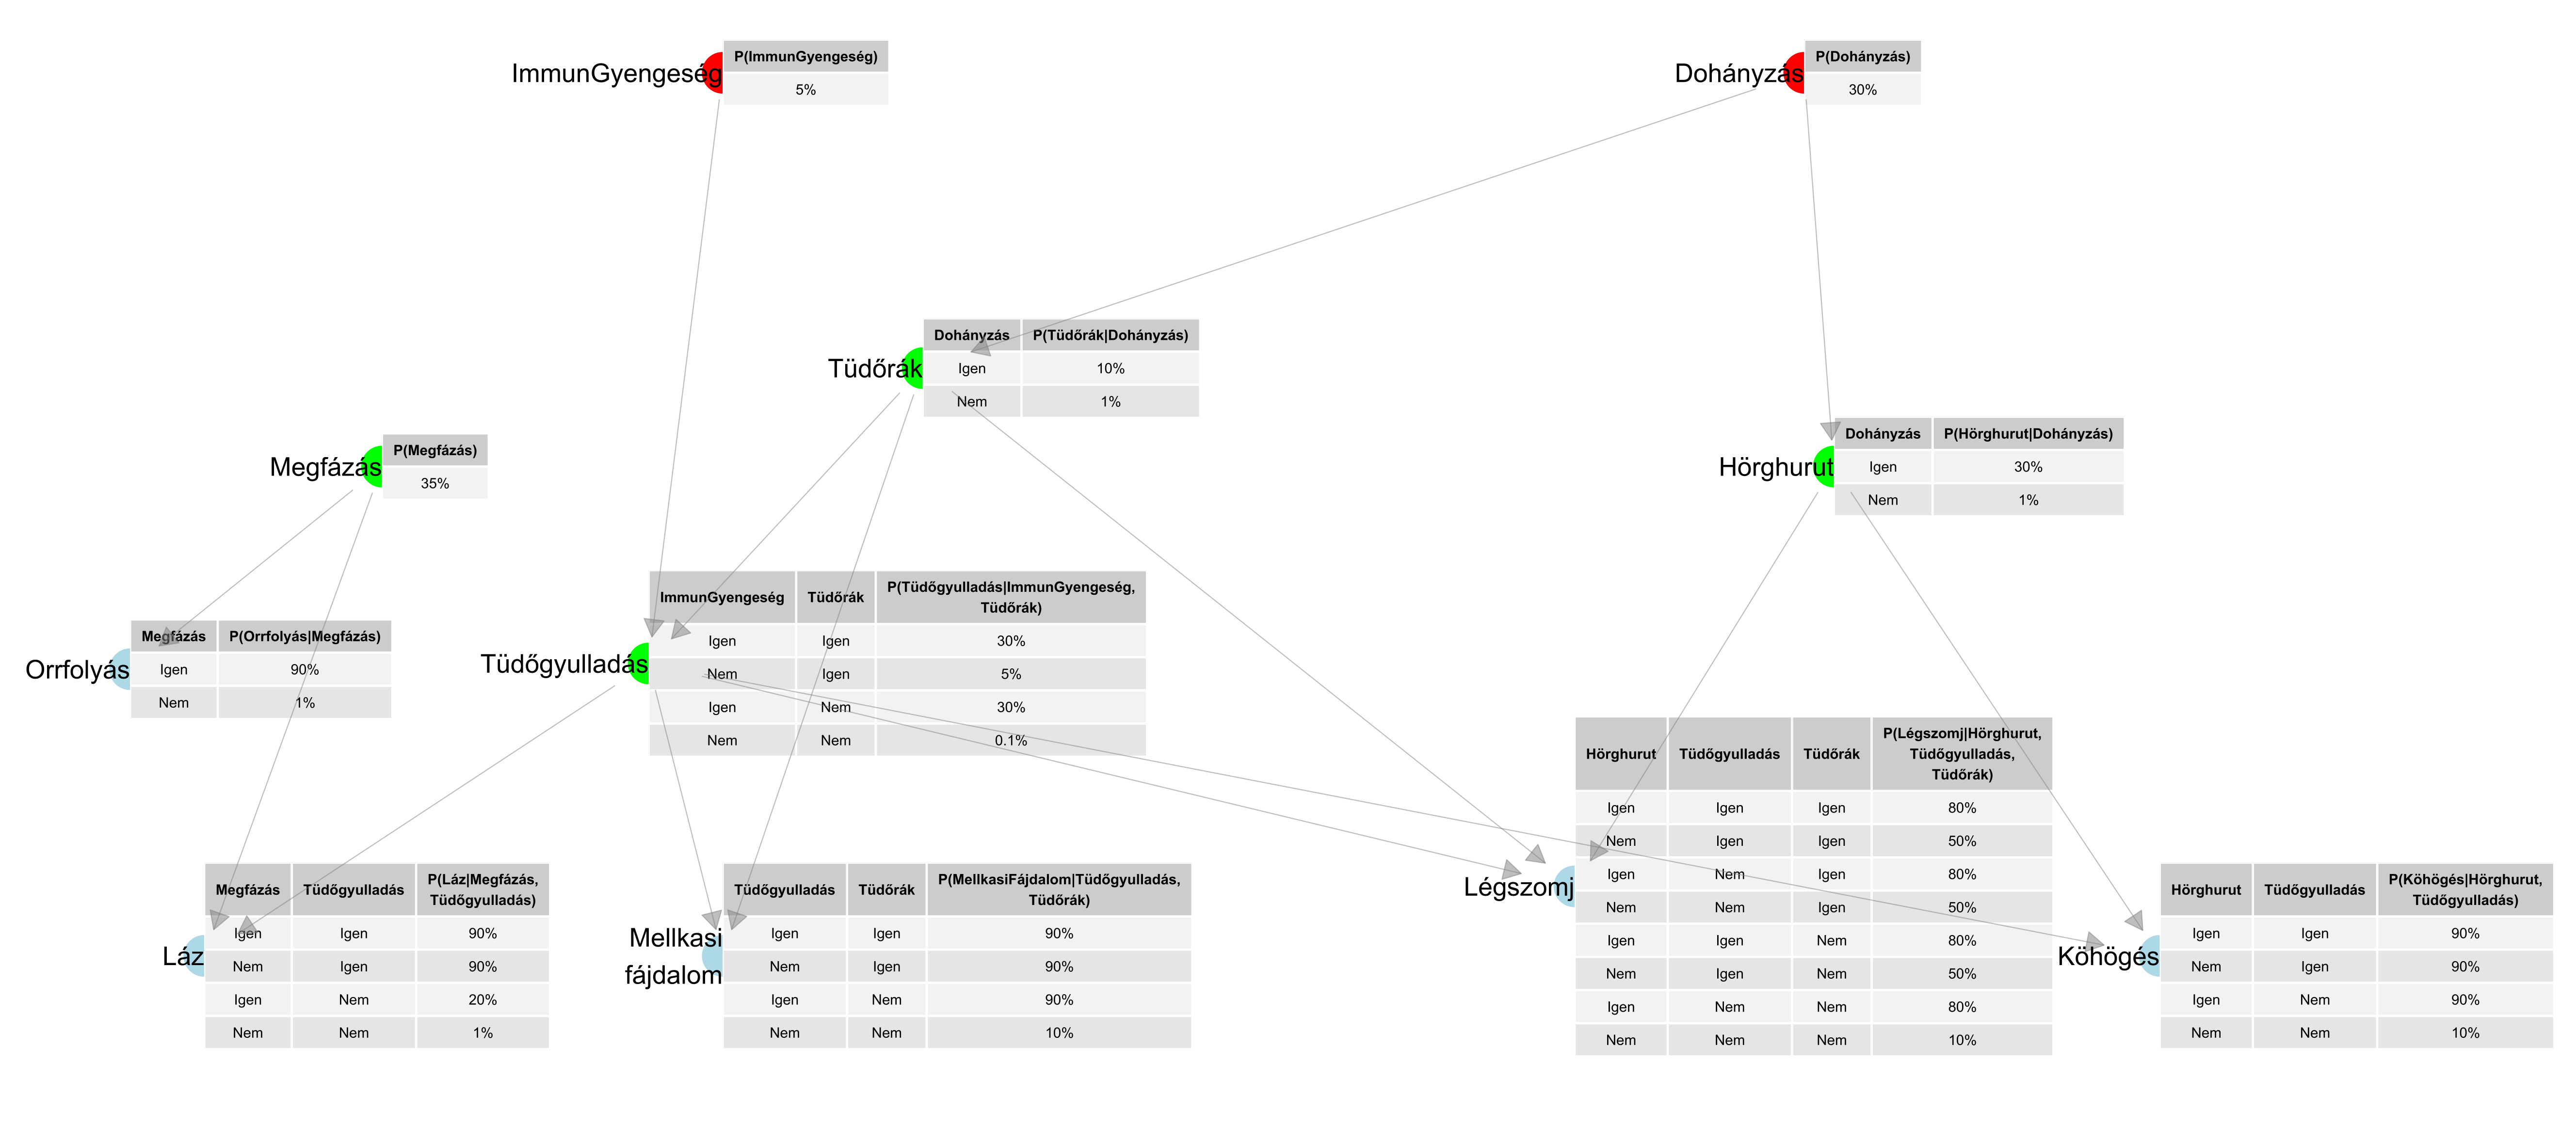 ImmunGyengeség
P(ImmunGyengeség)
5%
Dohányzás
P(Dohányzás)
30%
Tüdőrák
Dohányzás P(Tüdőrák|Dohányzás)
Igen 10%
Nem 1%
Megfázás
P(Megfázás)
35%
Hörghurut
Dohányzás P(Hörghurut|Dohányzás)
Igen 30%
Nem 1%
Orrfolyás
Megfázás P(Orrfolyás|Megfázás)
Igen 90%
Nem 1%
Tüdőgyulladás
ImmunGyengeség Tüdőrák P(Tüdőgyulladás|ImmunGyengeség,
Tüdőrák)
Igen Igen 30%
Nem Igen 5%
Igen Nem 30%
Nem Nem 0.1%
Láz
Megfázás Tüdőgyulladás P(Láz|Megfázás,
Tüdőgyulladás)
Igen Igen 90%
Nem Igen 90%
Igen Nem 20%
Nem Nem 1%
Mellkasi
fájdalom
Tüdőgyulladás Tüdőrák P(MellkasiFájdalom|Tüdőgyulladás,
Tüdőrák)
Igen Igen 90%
Nem Igen 90%
Igen Nem 90%
Nem Nem 10%
Légszomj
Hörghurut Tüdőgyulladás Tüdőrák P(Légszomj|Hörghurut,
Tüdőgyulladás,
Tüdőrák)
Igen Igen Igen 80%
Nem Igen Igen 50%
Igen Nem Igen 80%
Nem Nem Igen 50%
Igen Igen Nem 80%
Nem Igen Nem 50%
Igen Nem Nem 80%
Nem Nem Nem 10%
Köhögés
Hörghurut Tüdőgyulladás P(Köhögés|Hörghurut,
Tüdőgyulladás)
Igen Igen 90%
Nem Igen 90%
Igen Nem 90%
Nem Nem 10%